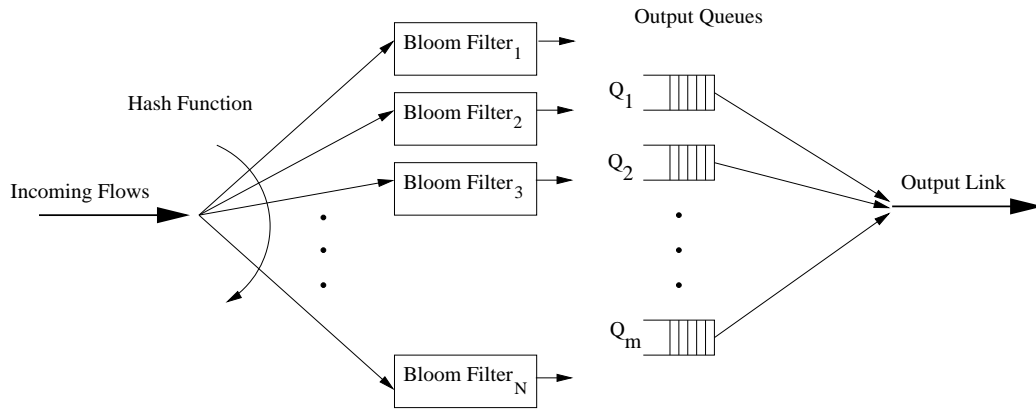 Output Queues
Bloom Filter1
Hash Function
Q1
Bloom Filter2
Q2
Bloom Filter3
Incoming Flows
Output Link
Qm
Bloom FilterN